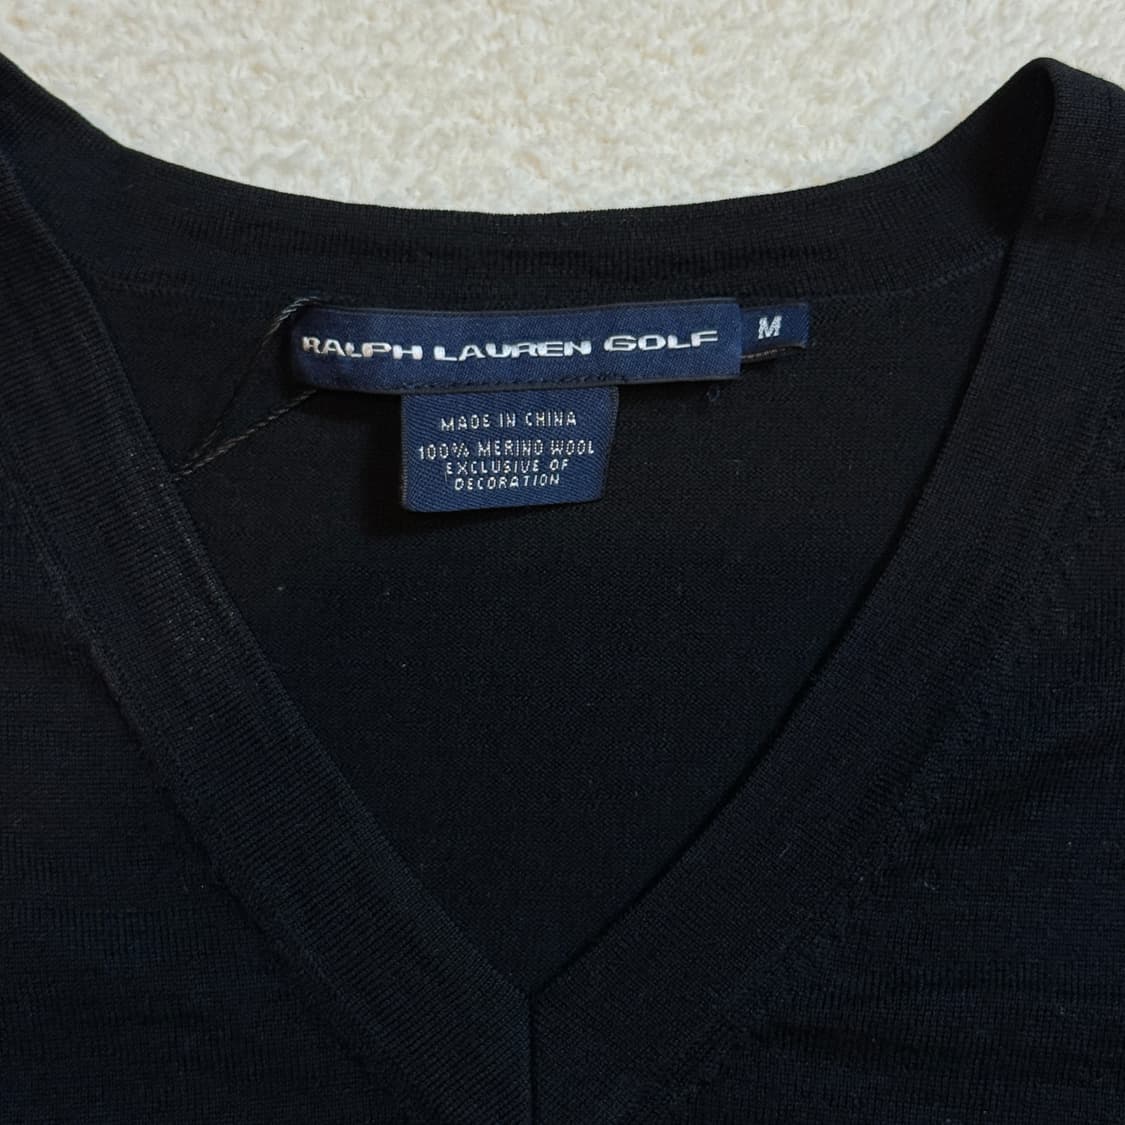 RALPH LAUREN GOLF
M
MADE IN CHINA
100% MERINO WOOL
EXCLUSIVE OF
DECORATION